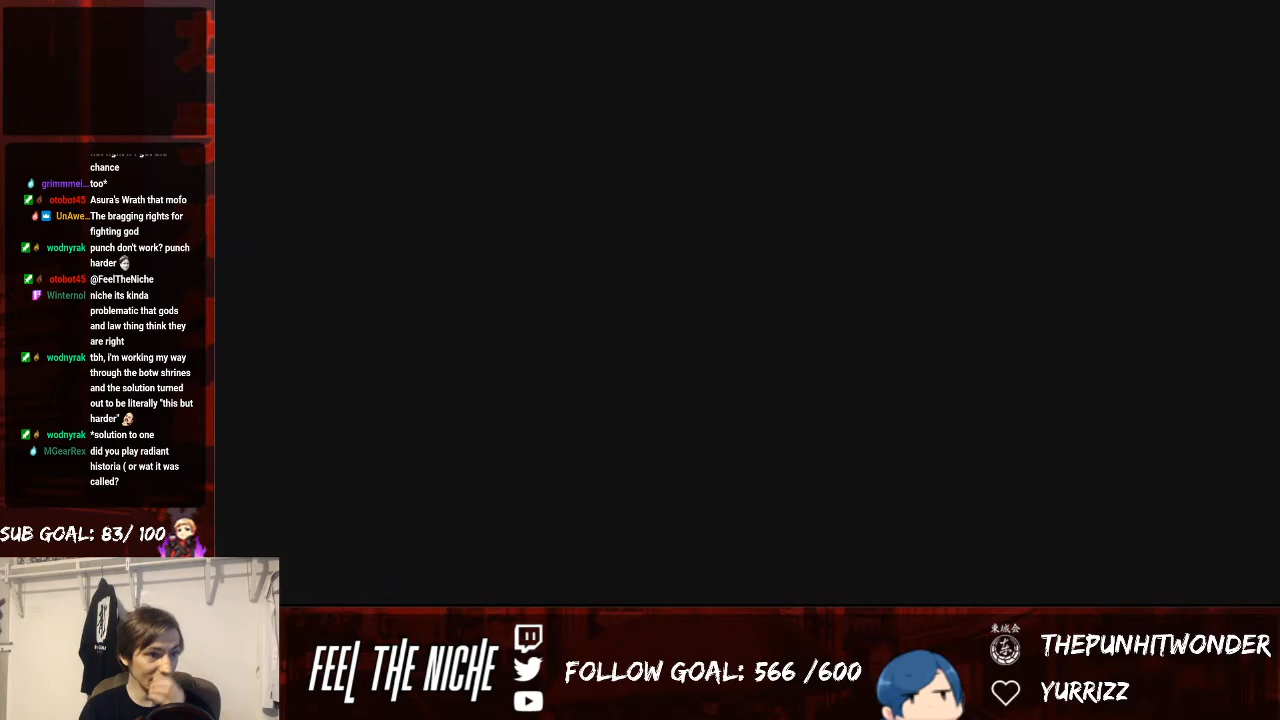 chance
grimmmei... too*
otobot45 Asura's Wrath that mofo
UnAwe... The bragging rights for
fighting god
wodnyrak punch don't work? punch
harder
otobot45 @FeelTheNiche
Winternol niche its kinda
problematic that gods
and law thing think they
are right
wodnyrak tbh, i'm working my way
through the botw shrines
and the solution turned
out to be literally "this but
harder"
wodnyrak *solution to one
MGearRex did you play radiant
historia ( or wat it was
called?
SUB GOAL: 83/ 100
FEEL THE NICHE
FOLLOW GOAL: 566 /600
東城会
THEPUNHITWONDER
YURRIZZ